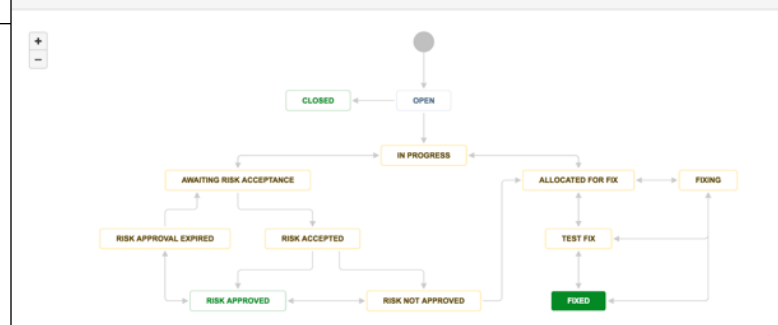 +
−
CLOSED
OPEN
IN PROGRESS
AWAITING RISK ACCEPTANCE
ALLOCATED FOR FIX
FIXING
RISK APPROVAL EXPIRED
RISK ACCEPTED
TEST FIX
RISK APPROVED
RISK NOT APPROVED
FIXED